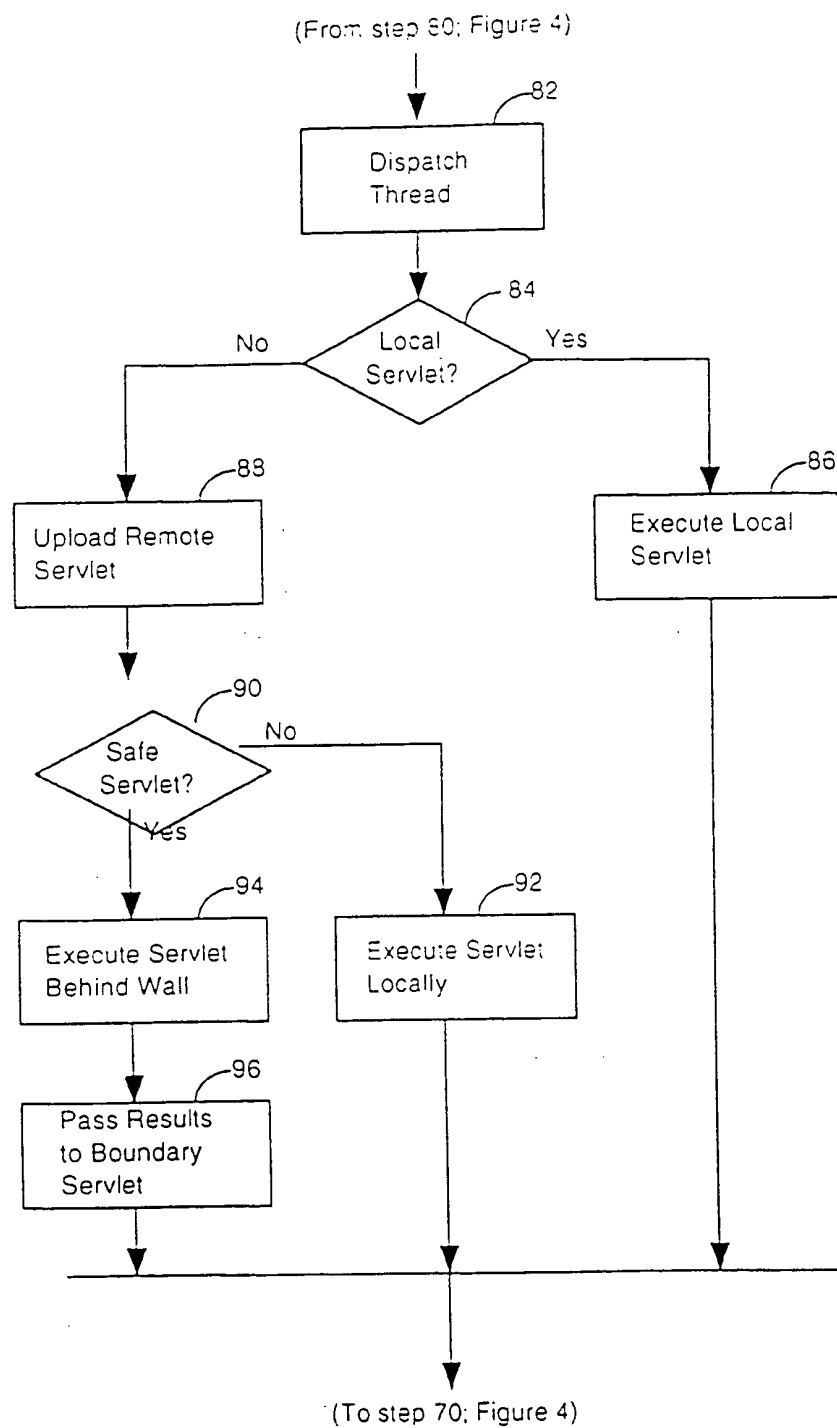 (From step 80; Figure 4)
82
Dispatch
Thread
84
Local
Servlet?
No
Yes
88
Upload Remote
Servlet
86
Execute Local
Servlet
90
Safe
Servlet?
No
Yes
94
Execute Servlet
Behind Wall
92
Execute Servlet
Locally
96
Pass Results
to Boundary
Servlet
(To step 70; Figure 4)